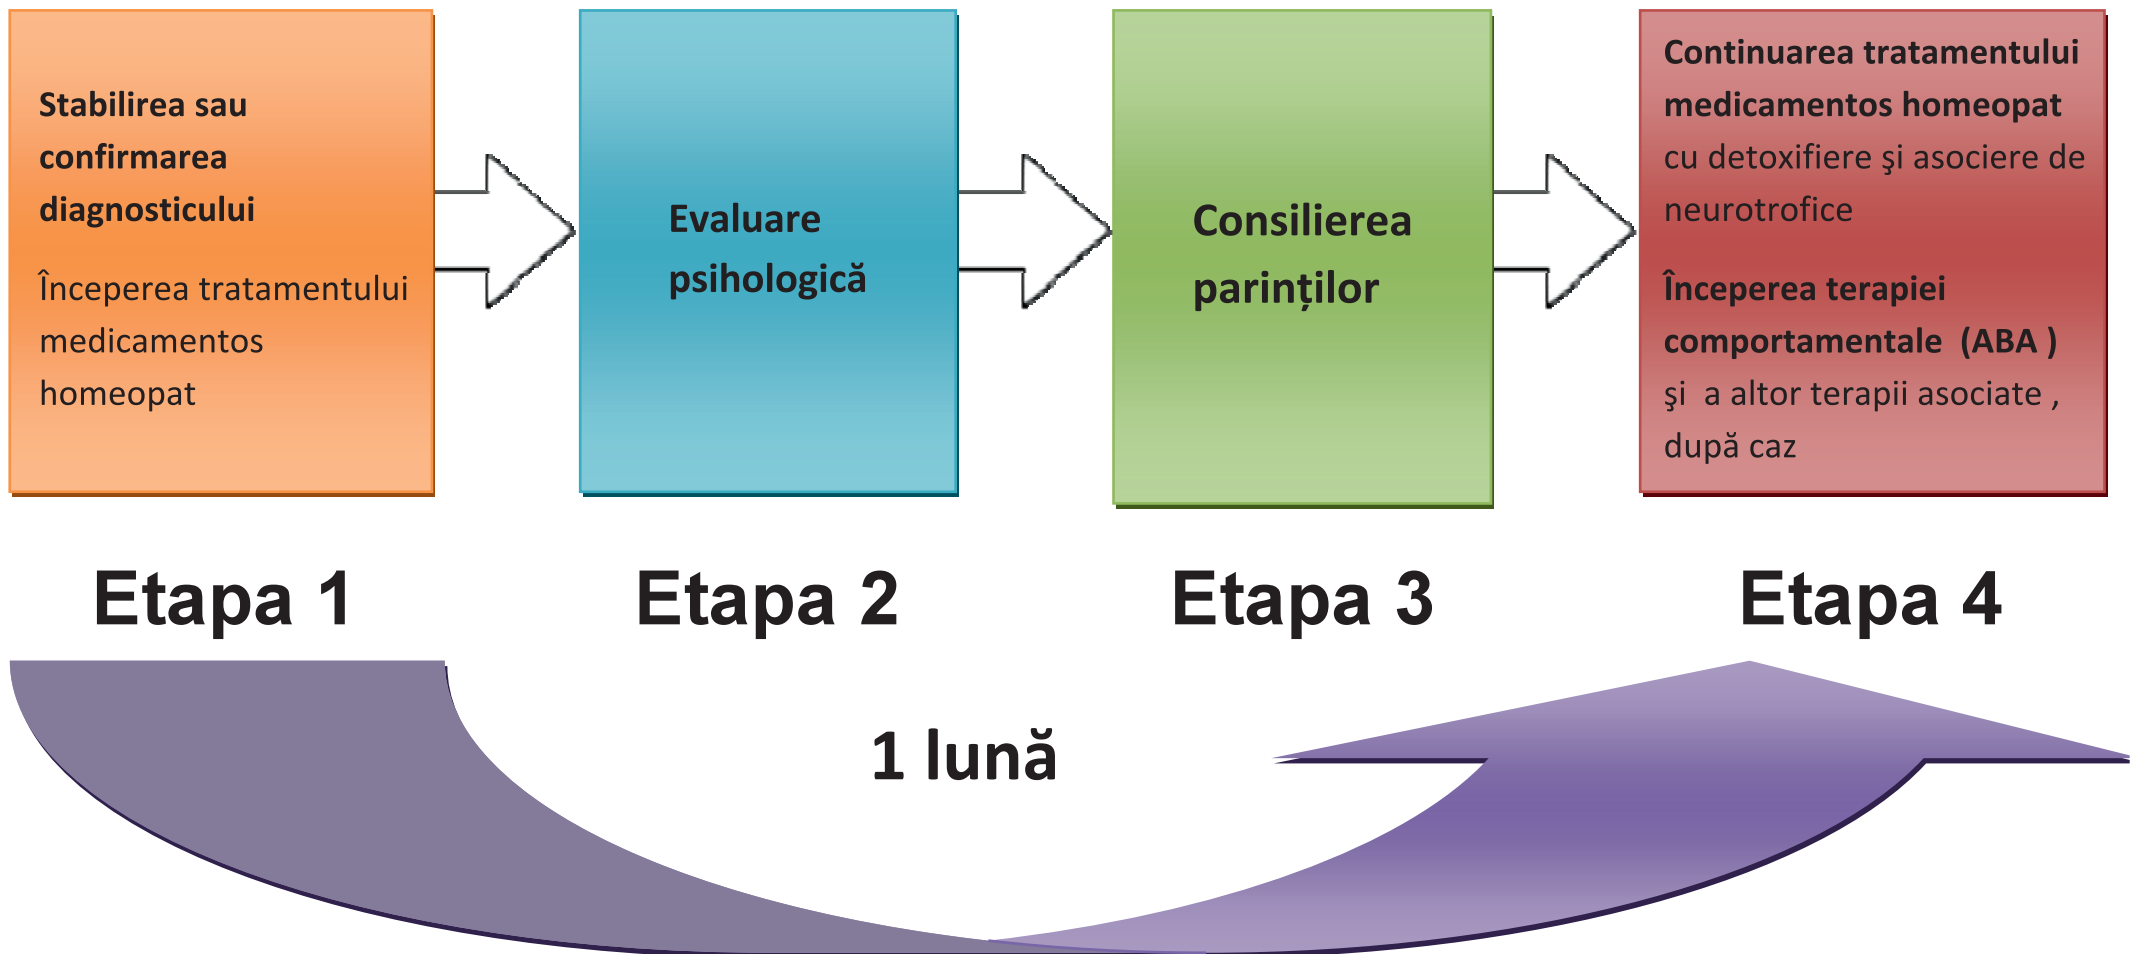 Stabilirea sau
confirmarea
diagnosticului
Începerea tratamentului
medicamentos
homeopat
Evaluare
psihologică
Consilierea
parinților
Continuarea tratamentului
medicamentos homeopat
cu detoxifiere şi asociere de
neurotrofice
Începerea terapiei
comportamentale (ABA )
şi a altor terapii asociate ,
după caz
Etapa 1
Etapa 2
Etapa 3
Etapa 4
1 lună